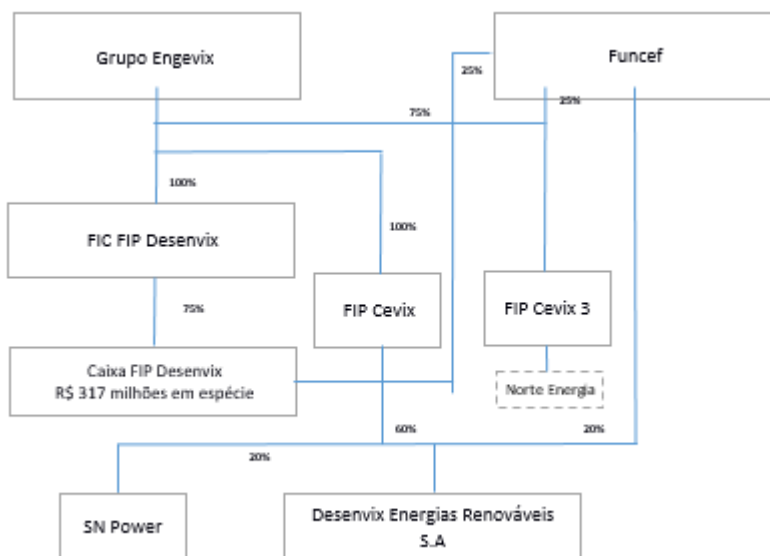 Grupo Engevix
Funcef
25%
25%
75%
100%
FIC FIP Desenvix
100%
FIP Cevix
FIP Cevix 3
75%
Caixa FIP Desenvix
R$ 317 milhões em espécie
Norte Energia
60%
20%
20%
SN Power
Desenvix Energias Renováveis
S.A